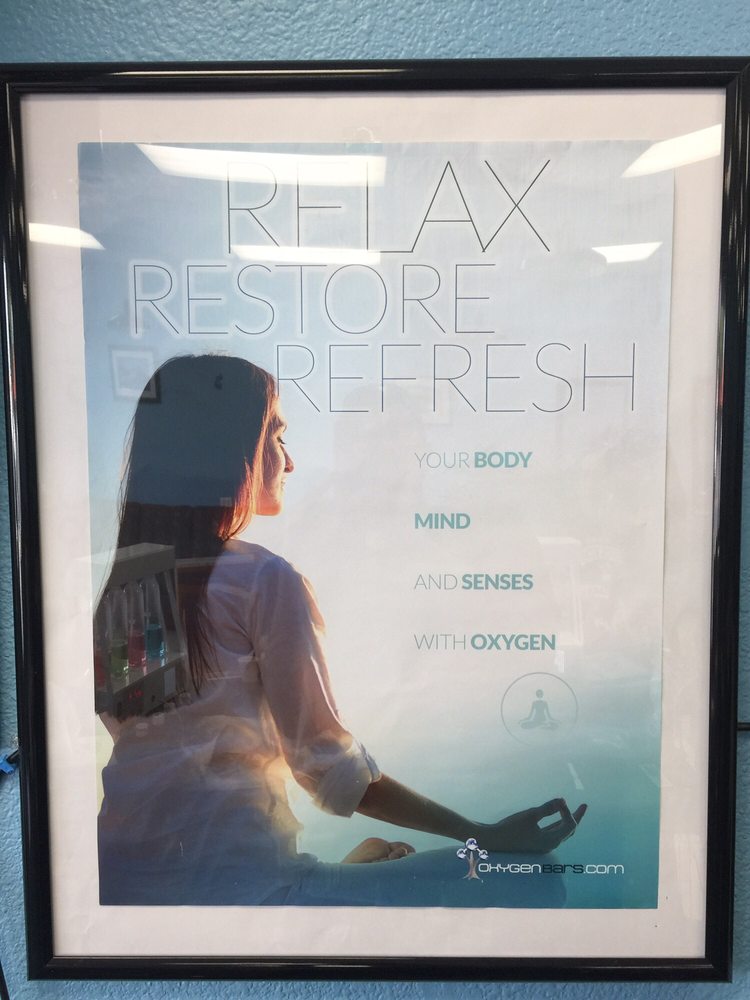 RELAX
RESTORE
REFRESH
YOUR BODY
MIND
AND SENSES
WITH OXYGEN
OXYGENBARS.COM